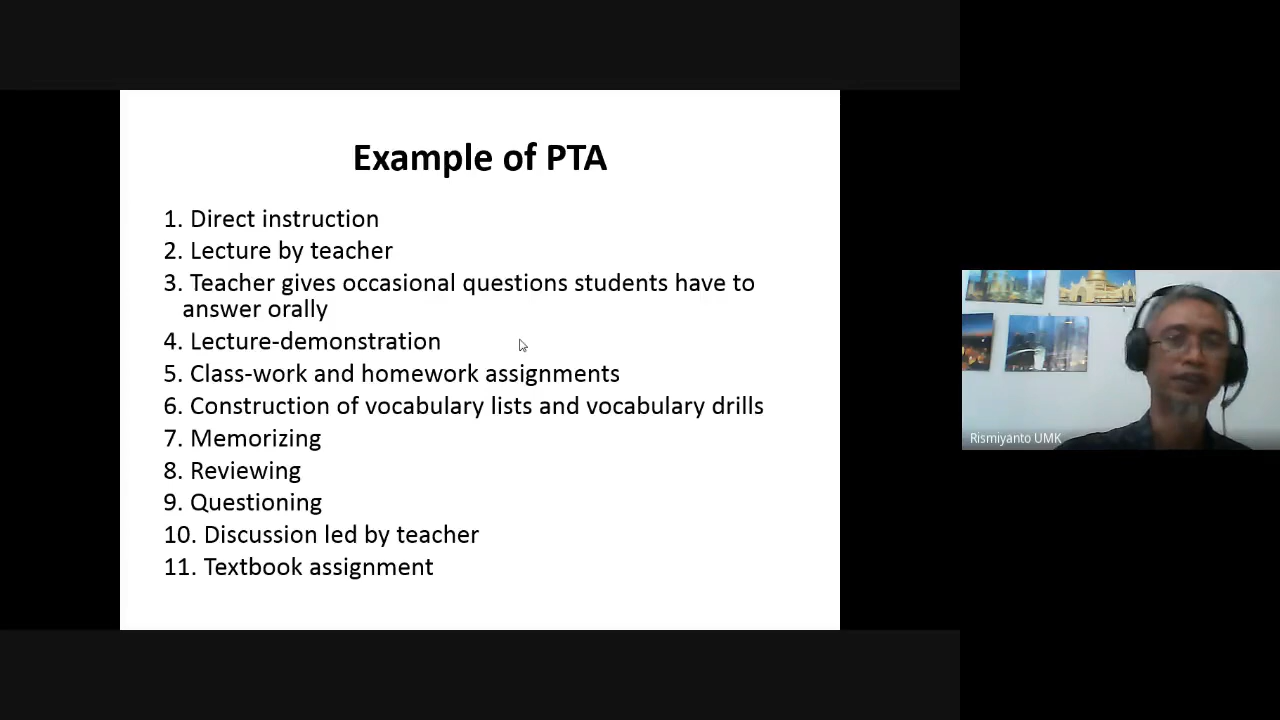 Example of PTA
1. Direct instruction
2. Lecture by teacher
3. Teacher gives occasional questions students have to
answer orally
4. Lecture-demonstration
5. Class-work and homework assignments
6. Construction of vocabulary lists and vocabulary drills
7. Memorizing
8. Reviewing
9. Questioning
10. Discussion led by teacher
11. Textbook assignment
Rismiyanto UMK